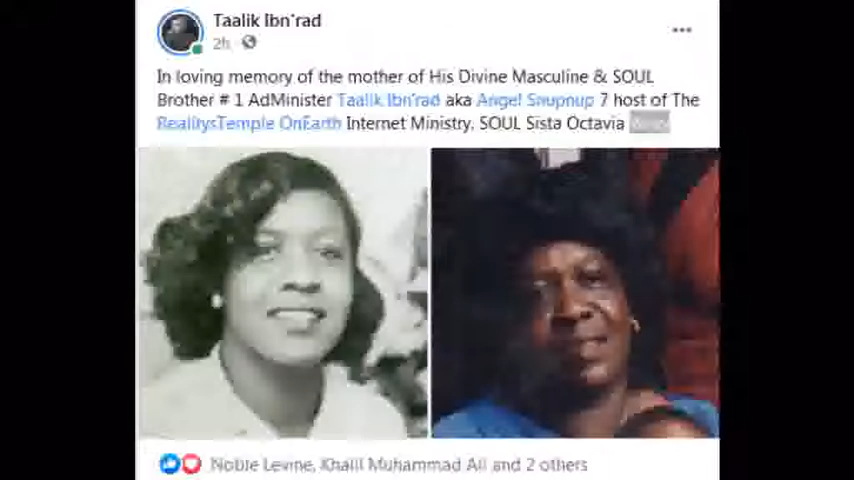 Taalik Ibn'rad
2h
In loving memory of the mother of His Divine Masculine & SOUL
Brother # 1 AdMinister Taalik Ibn'rad aka Angel Snupnup 7 host of The
RealitysTemple OnEarth Internet Ministry, SOUL Sista Octavia
Noble Levine, Khalil Muhammad Ali and 2 others